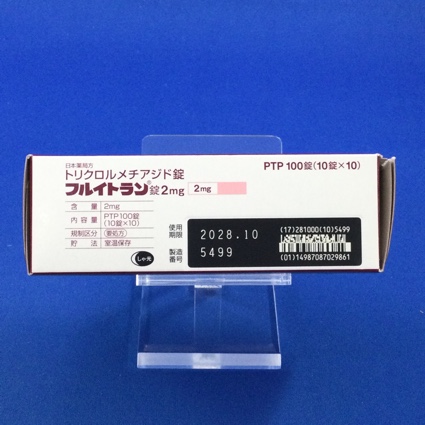 日本薬局方
トリクロルメチアジド錠
フルイトラン®錠2mg 2mg
PTP 100錠(10錠×10)
含量 2mg
内容量 PTP100錠
(10錠×10)
規制区分 (要処方)
貯法 室温保存
しゃ光
使用期限 2028.10
製造番号 5499
(17)281000(10)5499
(01)14987087029861